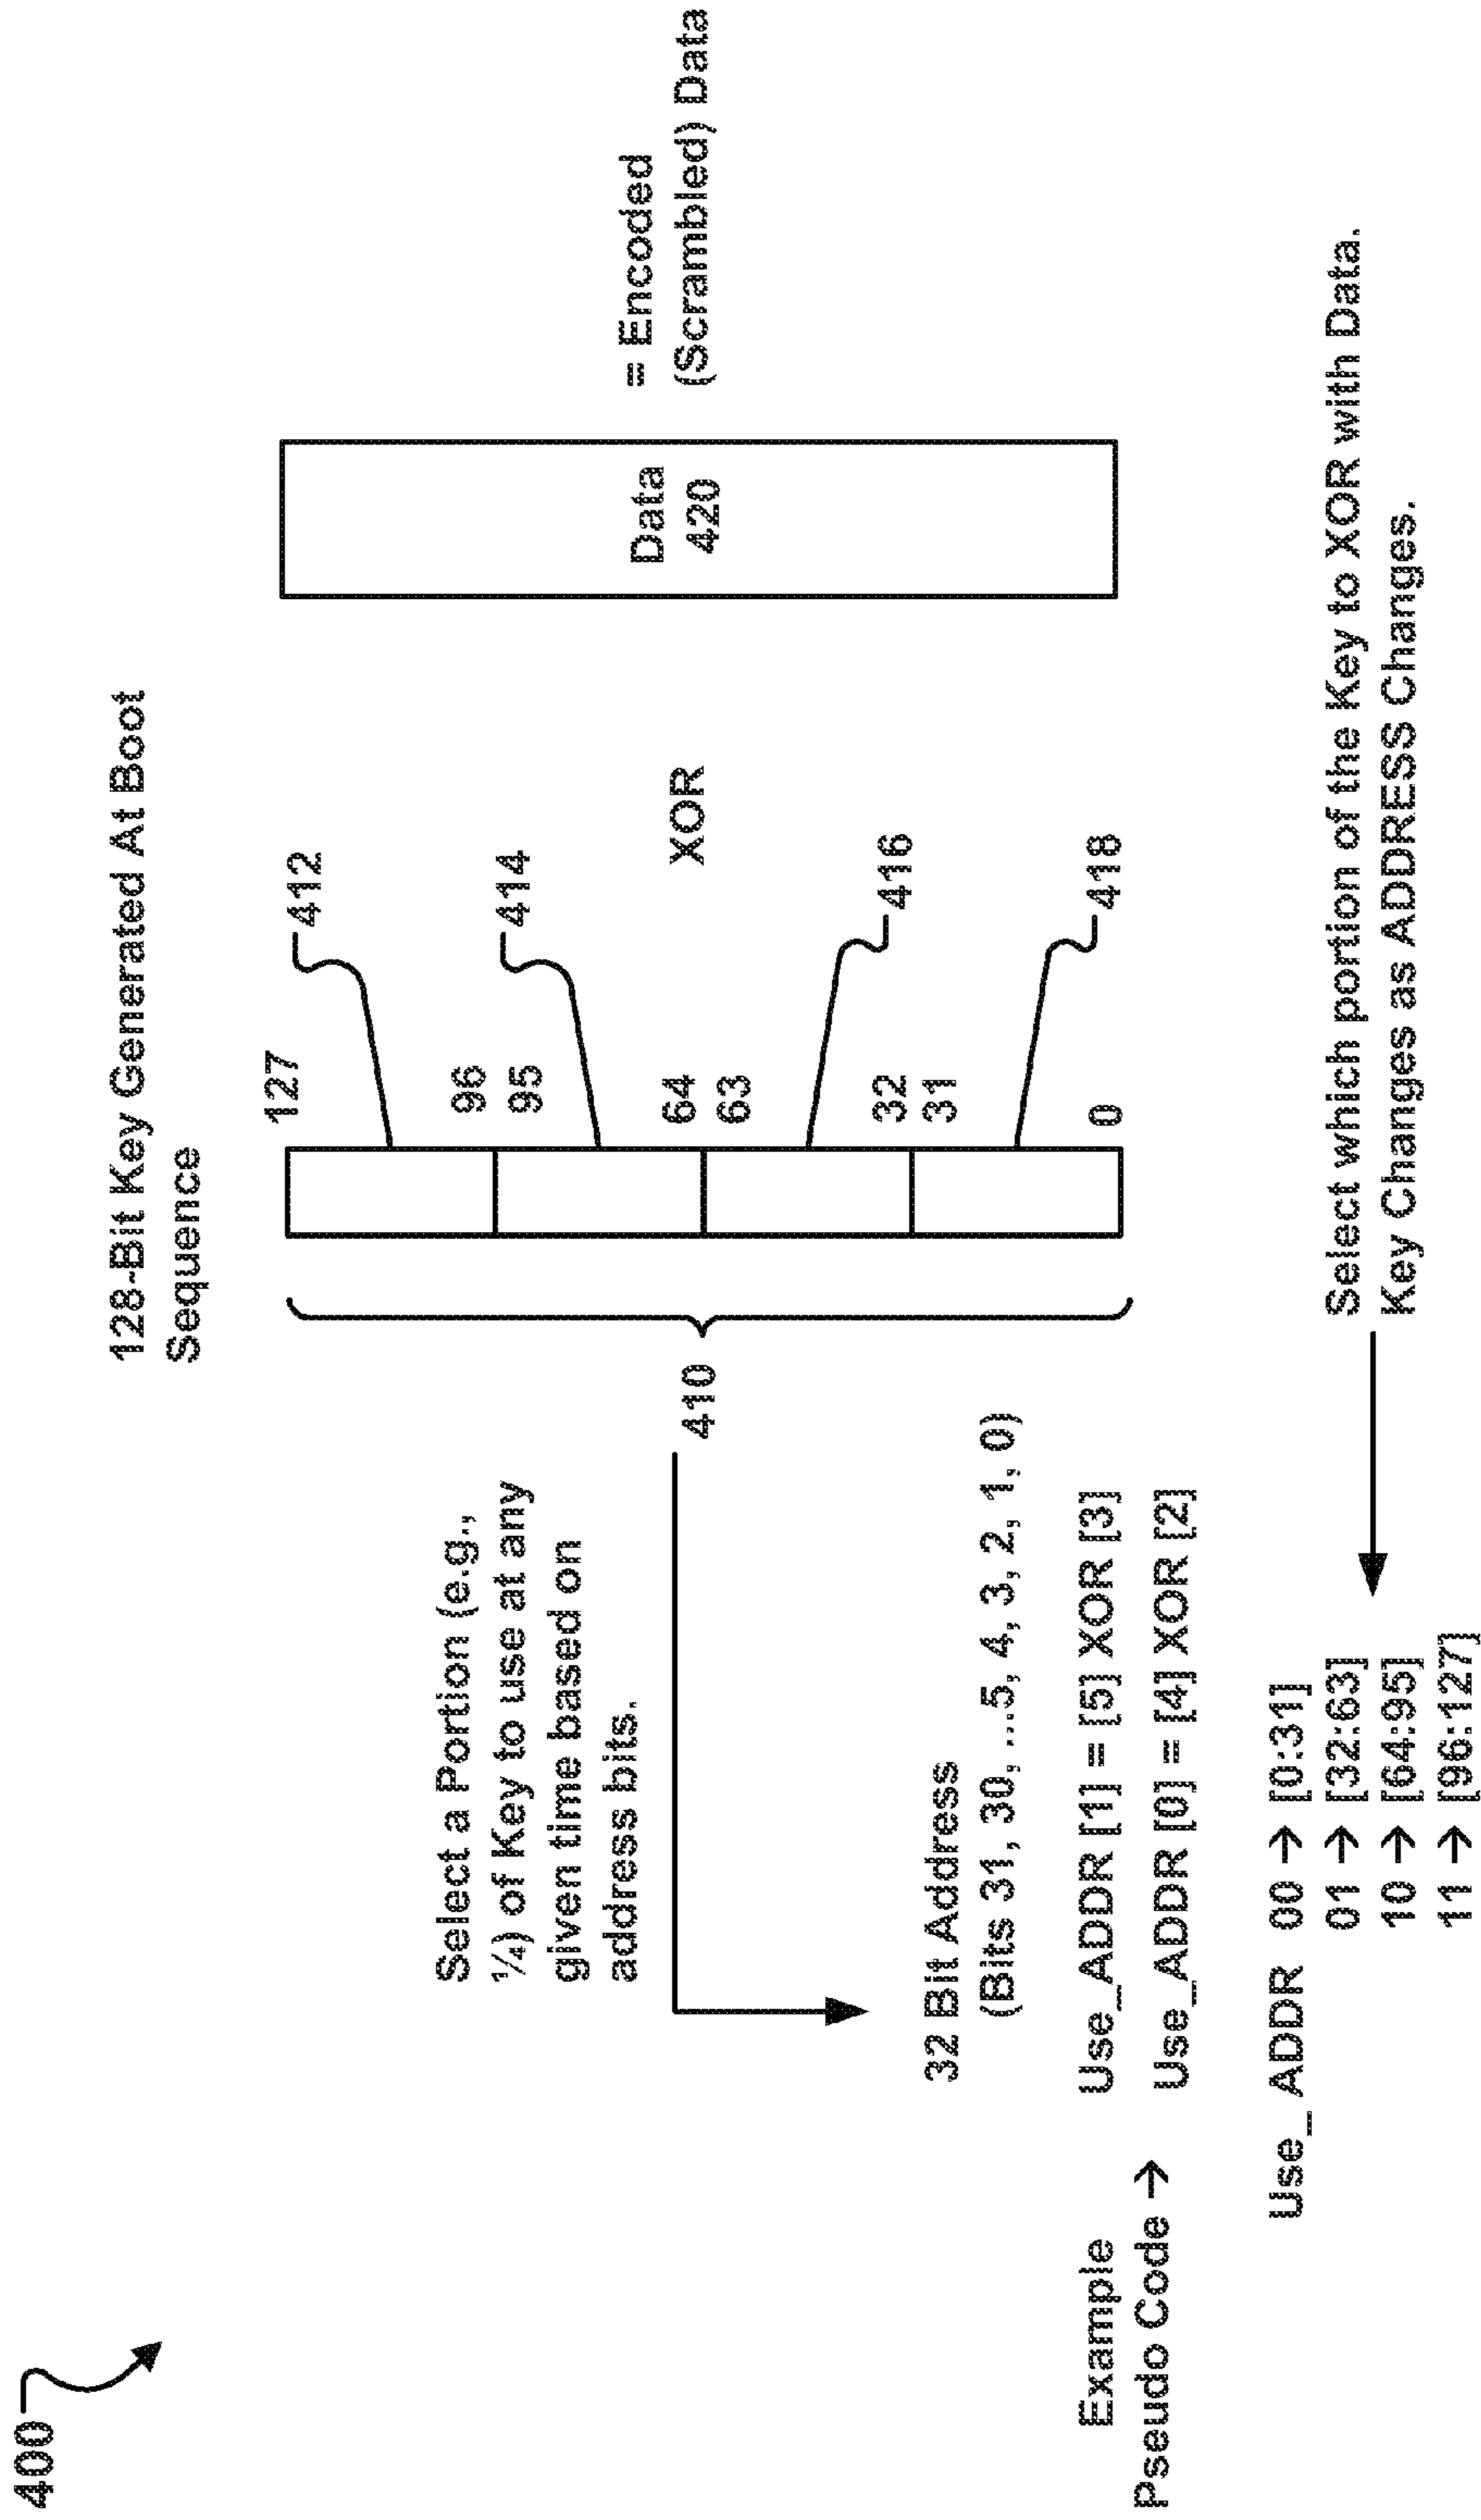 400
128-Bit Key Generated At Boot
Sequence
Select a Portion (e.g.,
¼) of Key to use at any
given time based on
address bits.
410
127
96
95
64
63
32
31
0
412
414
416
418
XOR
Data
420
= Encoded
(Scrambled) Data
32 Bit Address
(Bits 31, 30, ...5, 4, 3, 2, 1, 0)
Example
Pseudo Code →
Use_ADDR [1] = [5] XOR [3]
Use_ADDR [0] = [4] XOR [2]
Use_ ADDR 00 → [0:31]
01 → [32:63]
10 → [64:95]
11 → [96:127]
Select which portion of the Key to XOR with Data.
Key Changes as ADDRESS Changes.